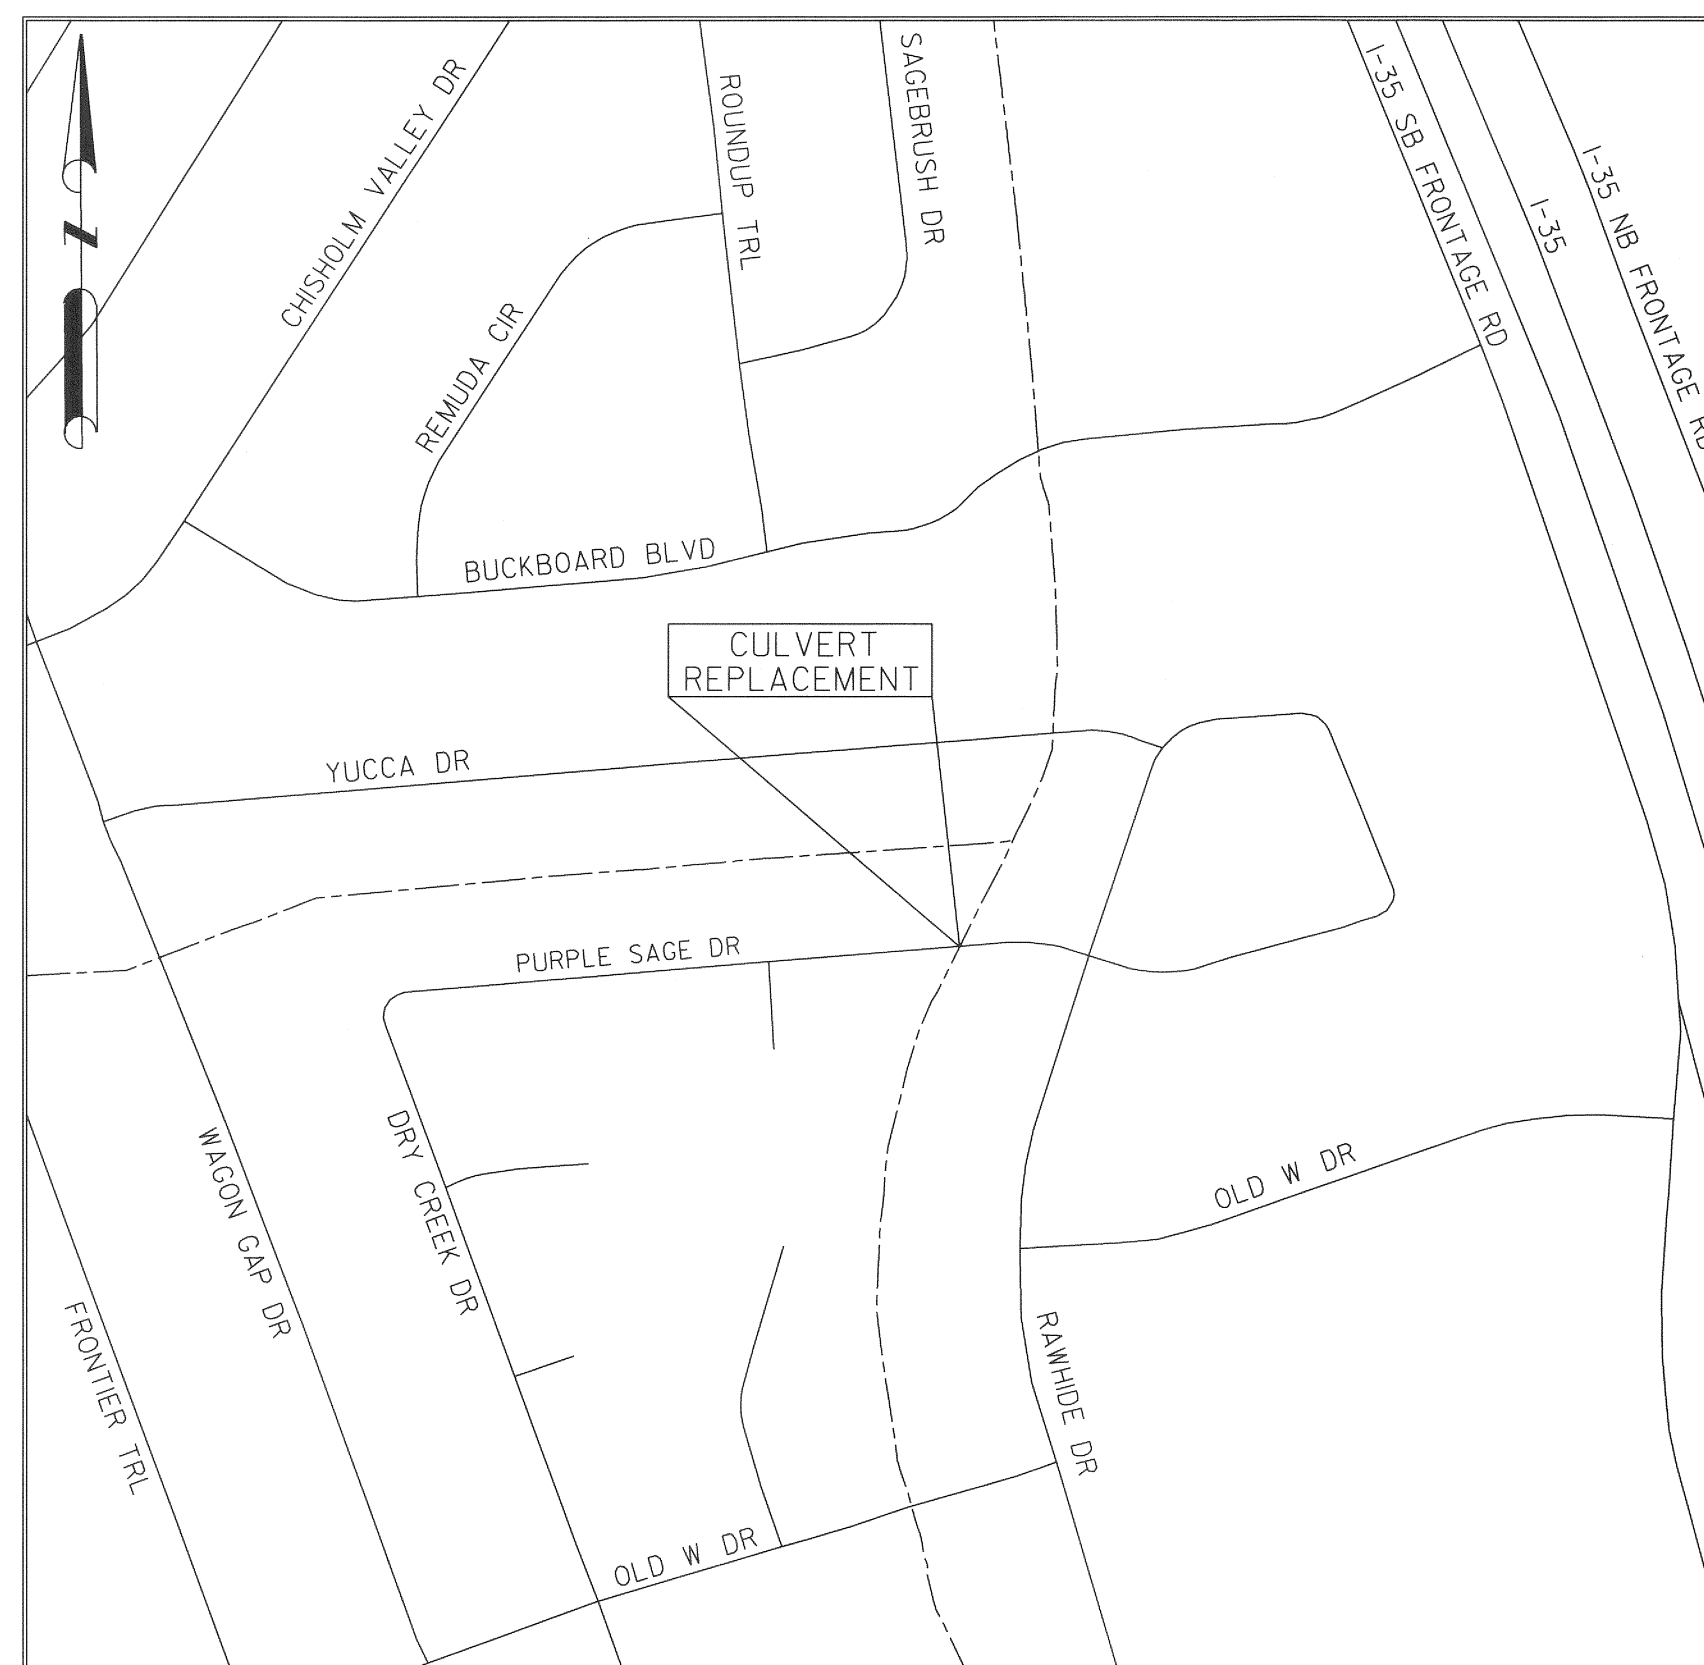 SAGEBRUSH DR
I-35 SB FRONTAGE RD
CHISHOLM VALLEY DR
ROUNDUP TRL
I-35 NB FRONTAGE RD
I-35
N
REMUDA CIR
BUCKBOARD BLVD
CULVERT
REPLACEMENT
YUCCA DR
PURPLE SAGE DR
DRY CREEK DR
WAGON GAP DR
OLD W DR
FRONTIER TRL
RAWHIDE DR
OLD W DR